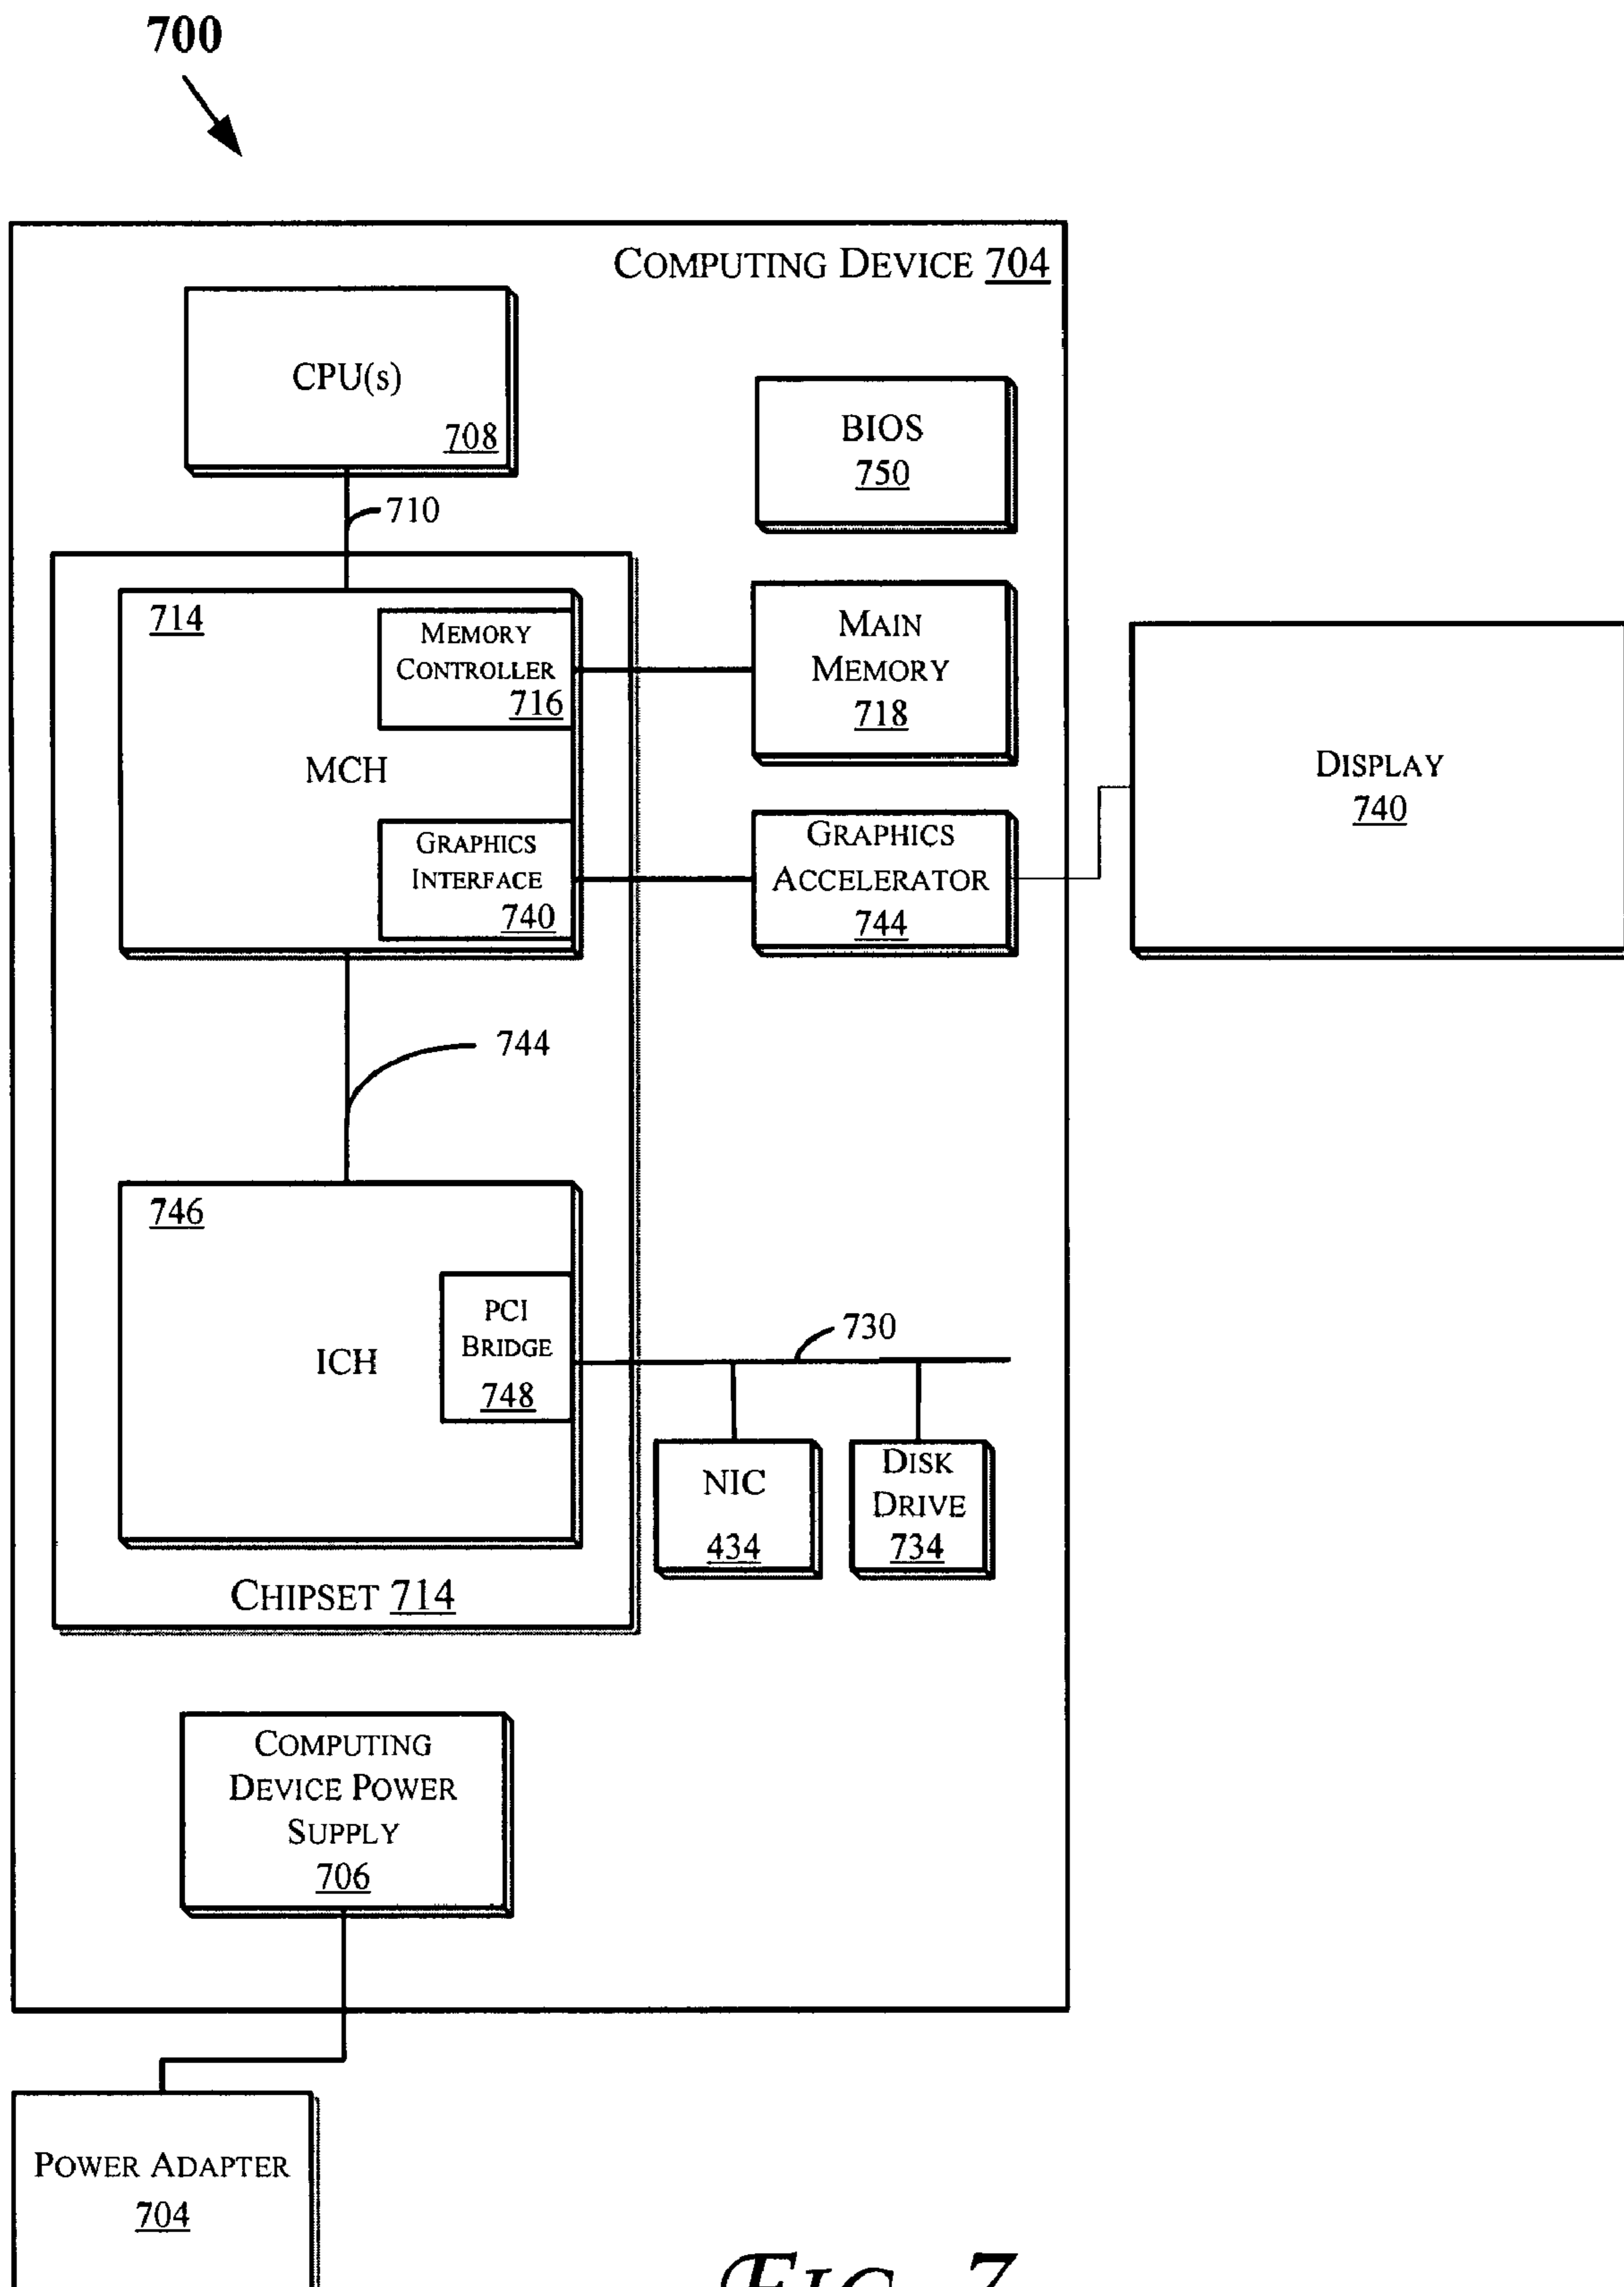 700
COMPUTING DEVICE 704
CPU(s)
708
710
BIOS
750
714
MEMORY
CONTROLLER
716
MCH
GRAPHICS
INTERFACE
740
MAIN
MEMORY
718
GRAPHICS
ACCELERATOR
744
DISPLAY
740
744
746
ICH
PCI
BRIDGE
748
730
NIC
434
DISK
DRIVE
734
CHIPSET 714
COMPUTING
DEVICE POWER
SUPPLY
706
POWER ADAPTER
704
FIG. 7